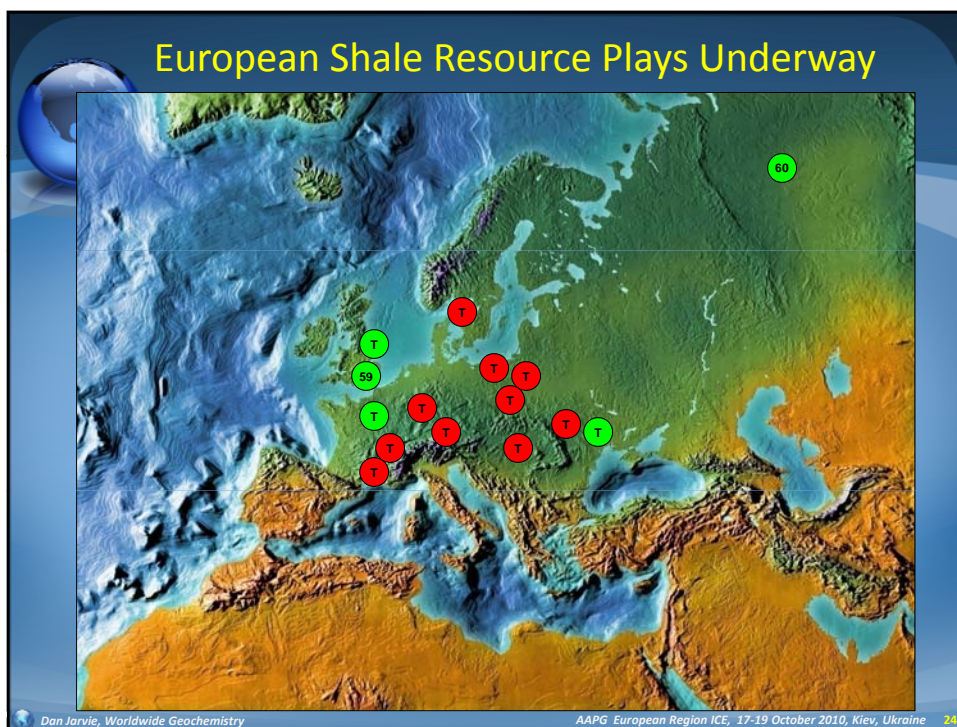 European Shale Resource Plays Underway
60
T
T
59
T
T
T
T
T
T
T
T
T
T
T
Dan Jarvie, Worldwide Geochemistry
AAPG European Region ICE, 17-19 October 2010, Kiev, Ukraine 24